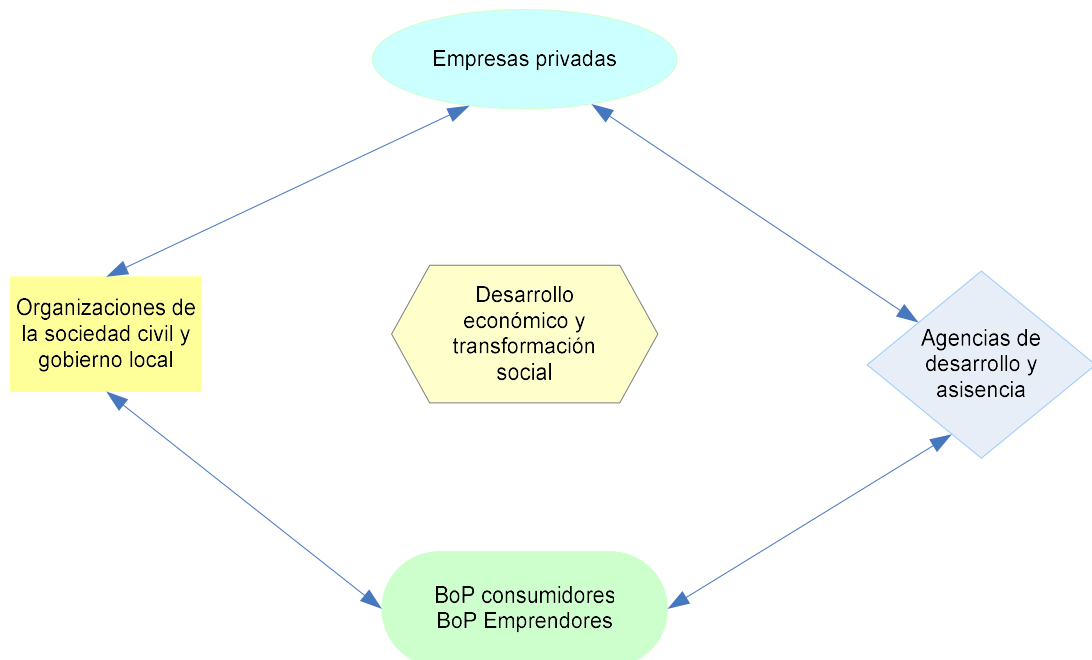 Empresas privadas
Organizaciones de
la sociedad civil y
gobierno local
Desarrollo
económico y
transformación
social
Agencias de
desarrollo y
asisencia
BoP consumidores
BoP Emprendores